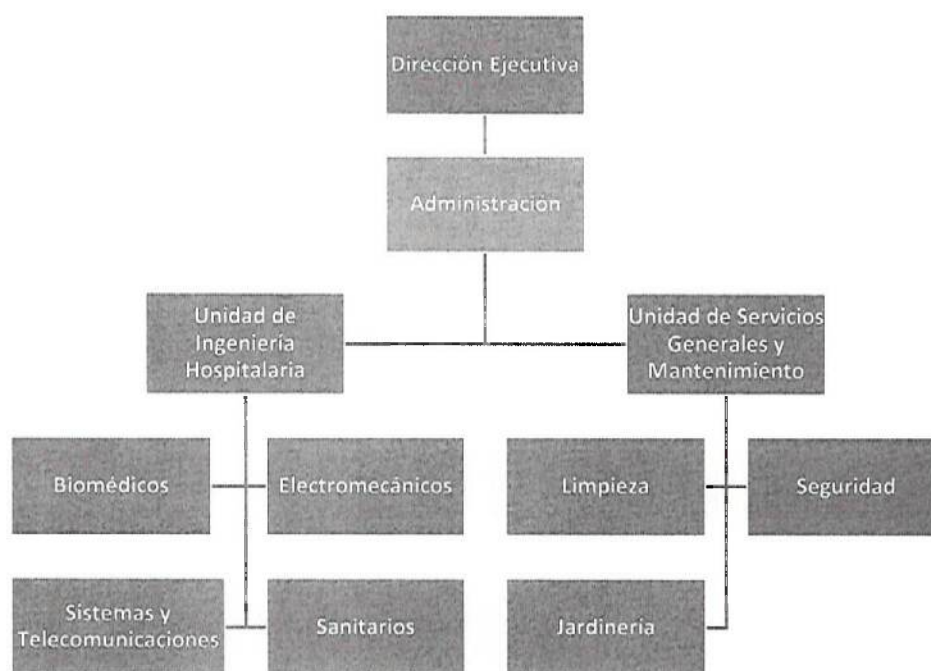 Dirección Ejecutiva
Administración
Unidad de
Ingeniería
Hospitalaria
Unidad de Servicios
Generales y
Mantenimiento
Biomédicos
Electromecánicos
Limpieza
Seguridad
Sistemas y
Telecomunicaciones
Sanitarios
Jardinería